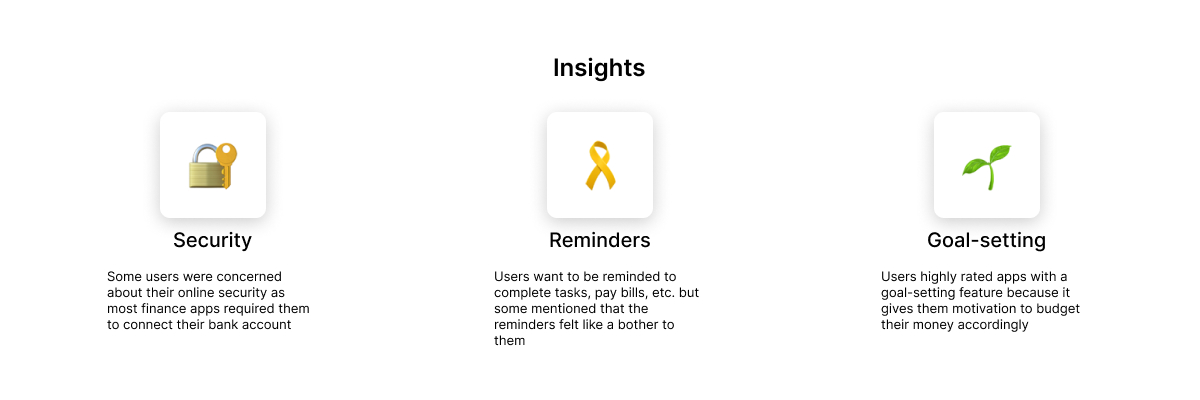 Insights
Security
Some users were concerned
about their online security as
most finance apps required them
to connect their bank account
Reminders
Users want to be reminded to
complete tasks, pay bills, etc. but
some mentioned that the
reminders felt like a bother to
them
Goal-setting
Users highly rated apps with a
goal-setting feature because it
gives them motivation to budget
their money accordingly